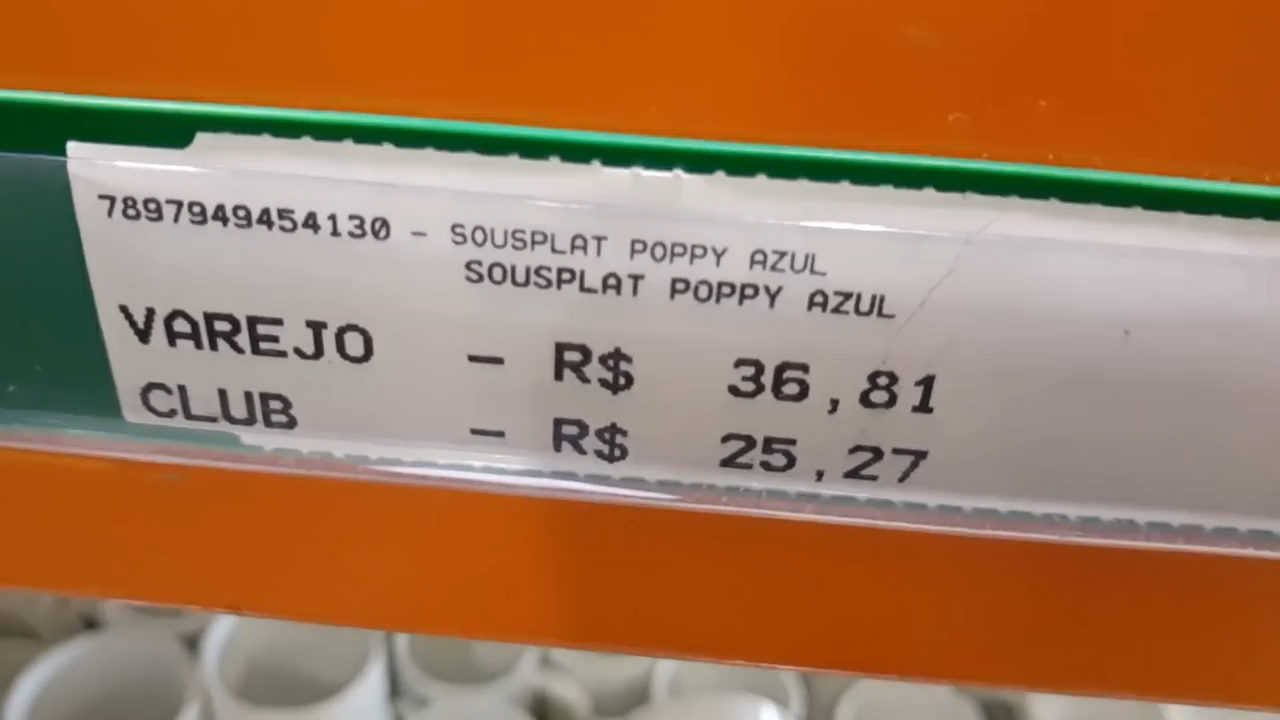 7897949454130 - SOUSPLAT POPPY AZUL
SOUSPLAT POPPY AZUL
VAREJO - R$ 36,81
CLUB - R$ 25,27